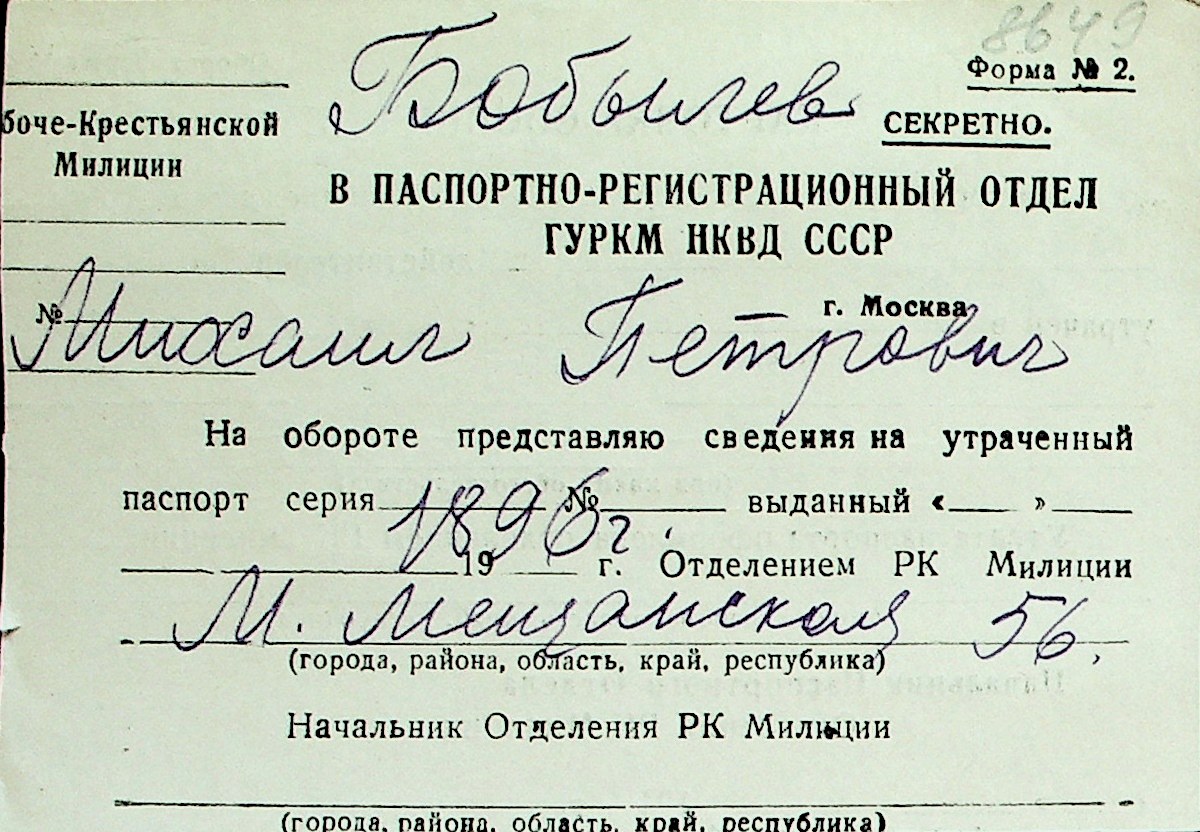 8649
Бобылев
Форма № 2.
боче-Крестьянской
Милиции
СЕКРЕТНО.
В ПАСПОРТНО-РЕГИСТРАЦИОННЫЙ ОТДЕЛ
ГУРКМ НКВД СССР
№
г. Москва
Михаил Петрович
На обороте представляю сведения на утраченный
паспорт серия № выданный « »
1896 г.
19 г. Отделением РК Милиции
М. Мещанская 56,
(города, района, область, край, республика)
Начальник Отделения РК Милиции
(города, района, область, край, республика)